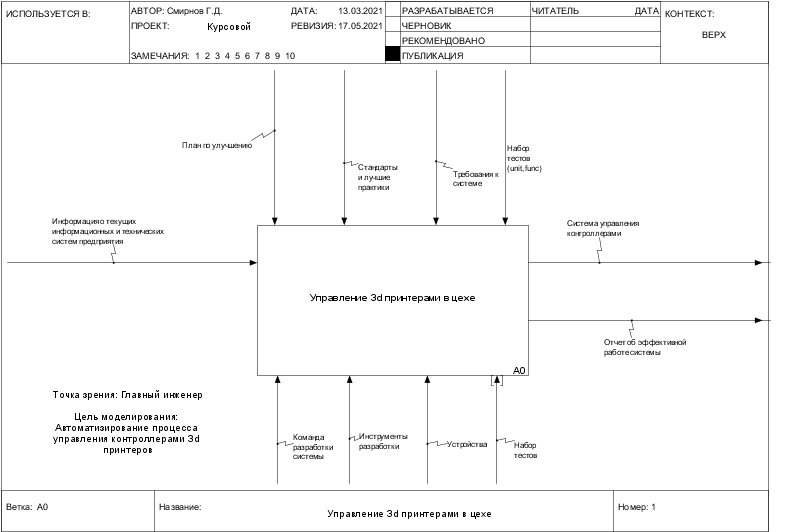 ИСПОЛЬЗУЕТСЯ В:
АВТОР: Смирнов Г.Д.
ДАТА: 13.03.2021
ПРОЕКТ: Курсовой
РЕВИЗИЯ: 17.05.2021
ЗАМЕЧАНИЯ: 1 2 3 4 5 6 7 8 9 10
РАЗРАБАТЫВАЕТСЯ
ЧЕРНОВИК
РЕКОМЕНДОВАНО
ПУБЛИКАЦИЯ
ЧИТАТЕЛЬ ДАТА
КОНТЕКСТ:
ВЕРХ
План по улучшению
Стандарты
и лучшие
практики
Требования к
системе
Набор
тестов
(unit, func)
Информация о текущих
информационных и технических
систем предприятия
Система управления
контроллерами
Управление 3d принтерами в цехе
A0
Отчет об эффективной
работе системы
Точка зрения: Главный инженер
Цель моделирования:
Автоматизирование процесса
управления контроллерами 3d
принтеров
Команда
разработки
системы
Инструменты
разработки
Устройства
Набор
тестов
Ветка: A0
Название:
Управление 3d принтерами в цехе
Номер: 1